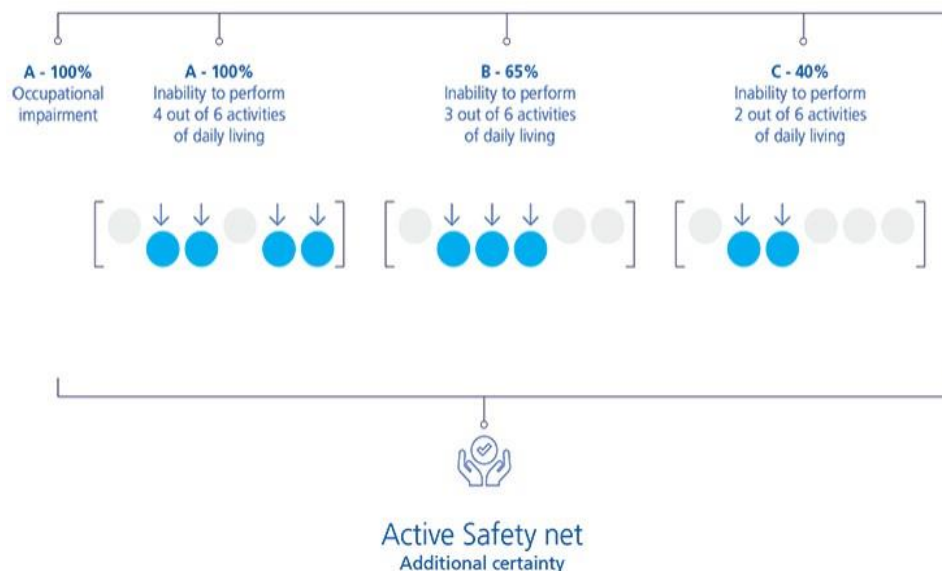 A - 100%
Occupational
impairment
A - 100%
Inability to perform
4 out of 6 activities
of daily living
B - 65%
Inability to perform
3 out of 6 activities
of daily living
C - 40%
Inability to perform
2 out of 6 activities
of daily living
Active Safety net
Additional certainty